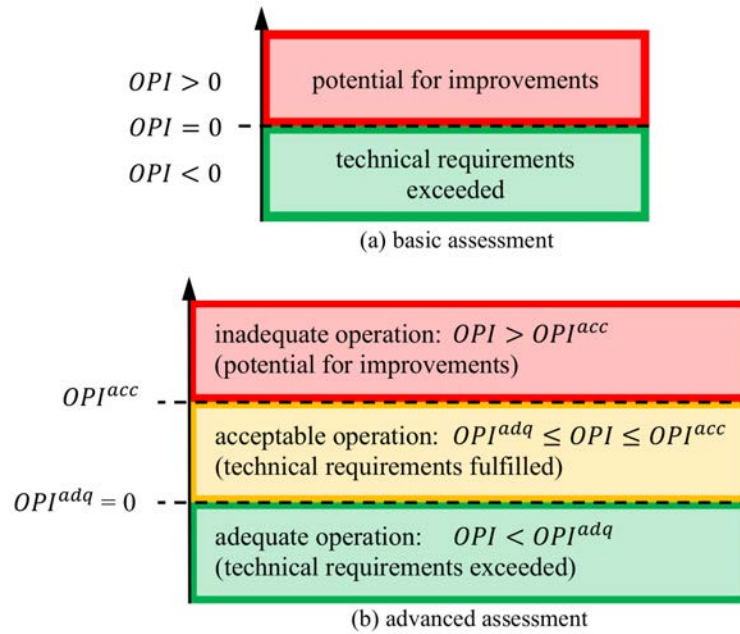 OPI > 0
potential for improvements
OPI = 0
OPI < 0
technical requirements
exceeded
(a) basic assessment
inadequate operation: OPI > OPI^acc
(potential for improvements)
OPI^acc
acceptable operation: OPI^adq ≤ OPI ≤ OPI^acc
(technical requirements fulfilled)
OPI^adq = 0
adequate operation: OPI < OPI^adq
(technical requirements exceeded)
(b) advanced assessment